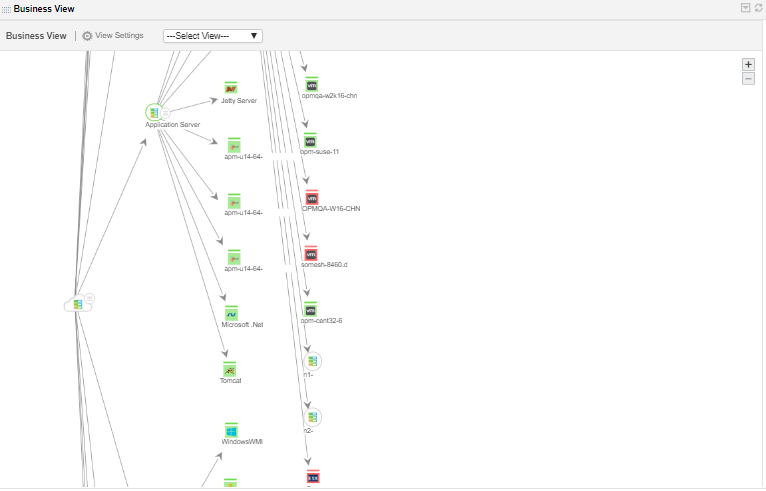 Business View
Business View | View Settings ---Select View---
opmqa-w2k16-chn
Jetty Server
Application Server
opm-suse-11
apm-u14-64-
OPMQA-W16-CHN
apm-u14-64-
somesh-8460.d
apm-u14-64-
opm-cent32-6
Microsoft .Net
n1-
Tomcat
n2-
WindowsWMI